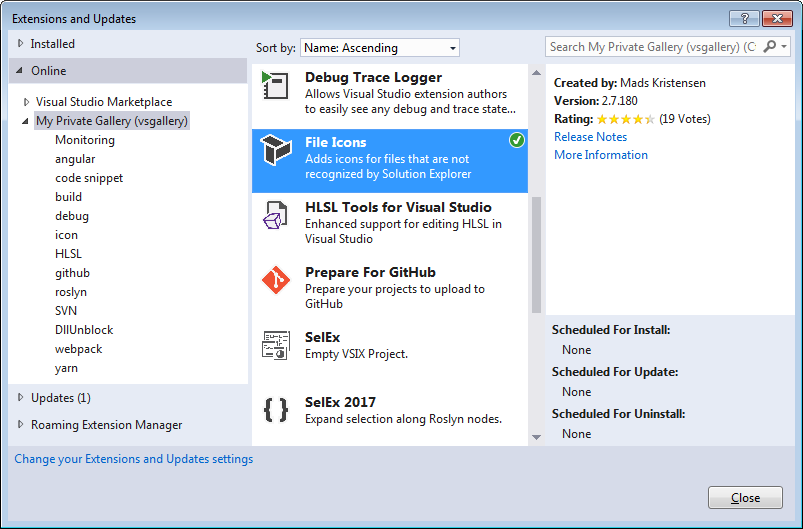 Extensions and Updates
Installed
Online
Visual Studio Marketplace
My Private Gallery (vsgallery)
Monitoring
angular
code snippet
build
debug
icon
HLSL
github
roslyn
SVN
DllUnblock
webpack
yarn
Updates (1)
Roaming Extension Manager
Change your Extensions and Updates settings
Sort by: Name: Ascending
Debug Trace Logger
Allows Visual Studio extension authors
to easily see any debug and trace state...
File Icons
Adds icons for files that are not
recognized by Solution Explorer
HLSL Tools for Visual Studio
Enhanced support for editing HLSL in
Visual Studio
Prepare For GitHub
Prepare your projects to upload to
GitHub
SelEx
Empty VSIX Project.
SelEx 2017
Expand selection along Roslyn nodes.
Search My Private Gallery (vsgallery) (C
Created by: Mads Kristensen
Version: 2.7.180
Rating: (19 Votes)
Release Notes
More Information
Scheduled For Install:
None
Scheduled For Update:
None
Scheduled For Uninstall:
None
Close